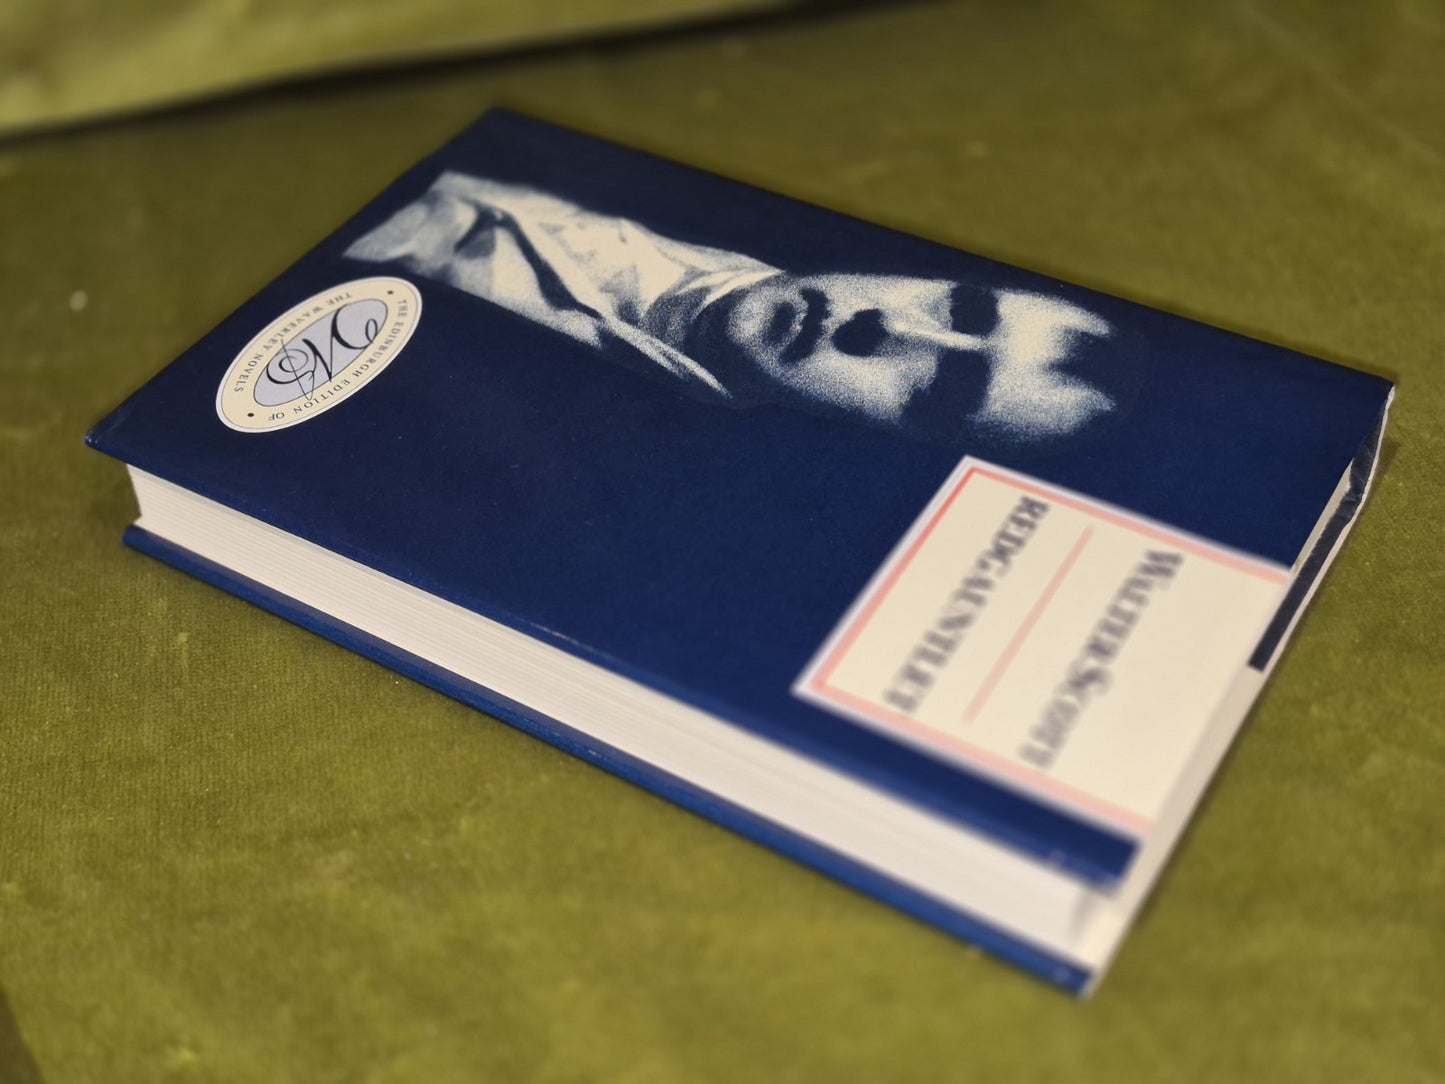 WALTER SCOTT
REDGAUNTLET
THE EDINBURGH EDITION OF
THE WAVERLEY NOVELS